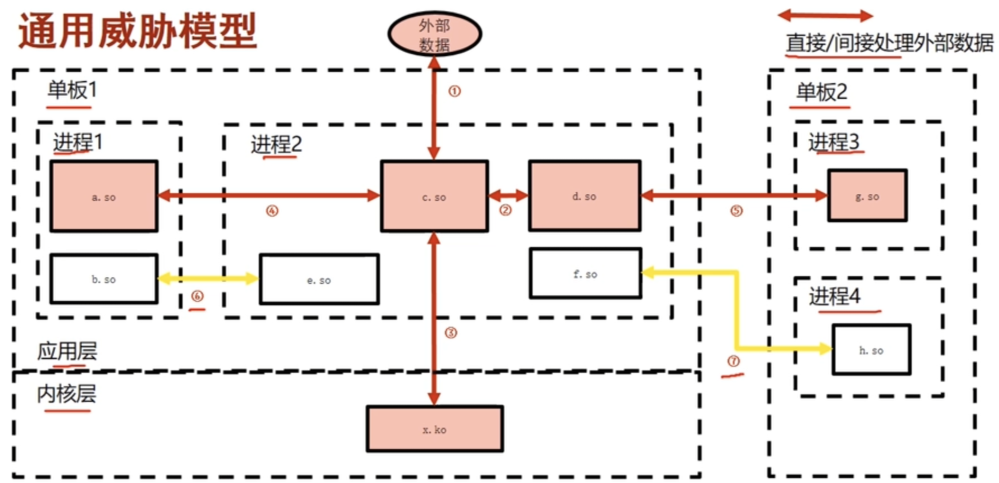 通用威胁模型
外部
数据
直接/间接处理外部数据
①
单板1
单板2
进程1
进程2
进程3
a.so
④
c.so
②
d.so
⑤
g.so
b.so
⑥
e.so
f.so
进程4
③
⑦
h.so
应用层
内核层
x.ko